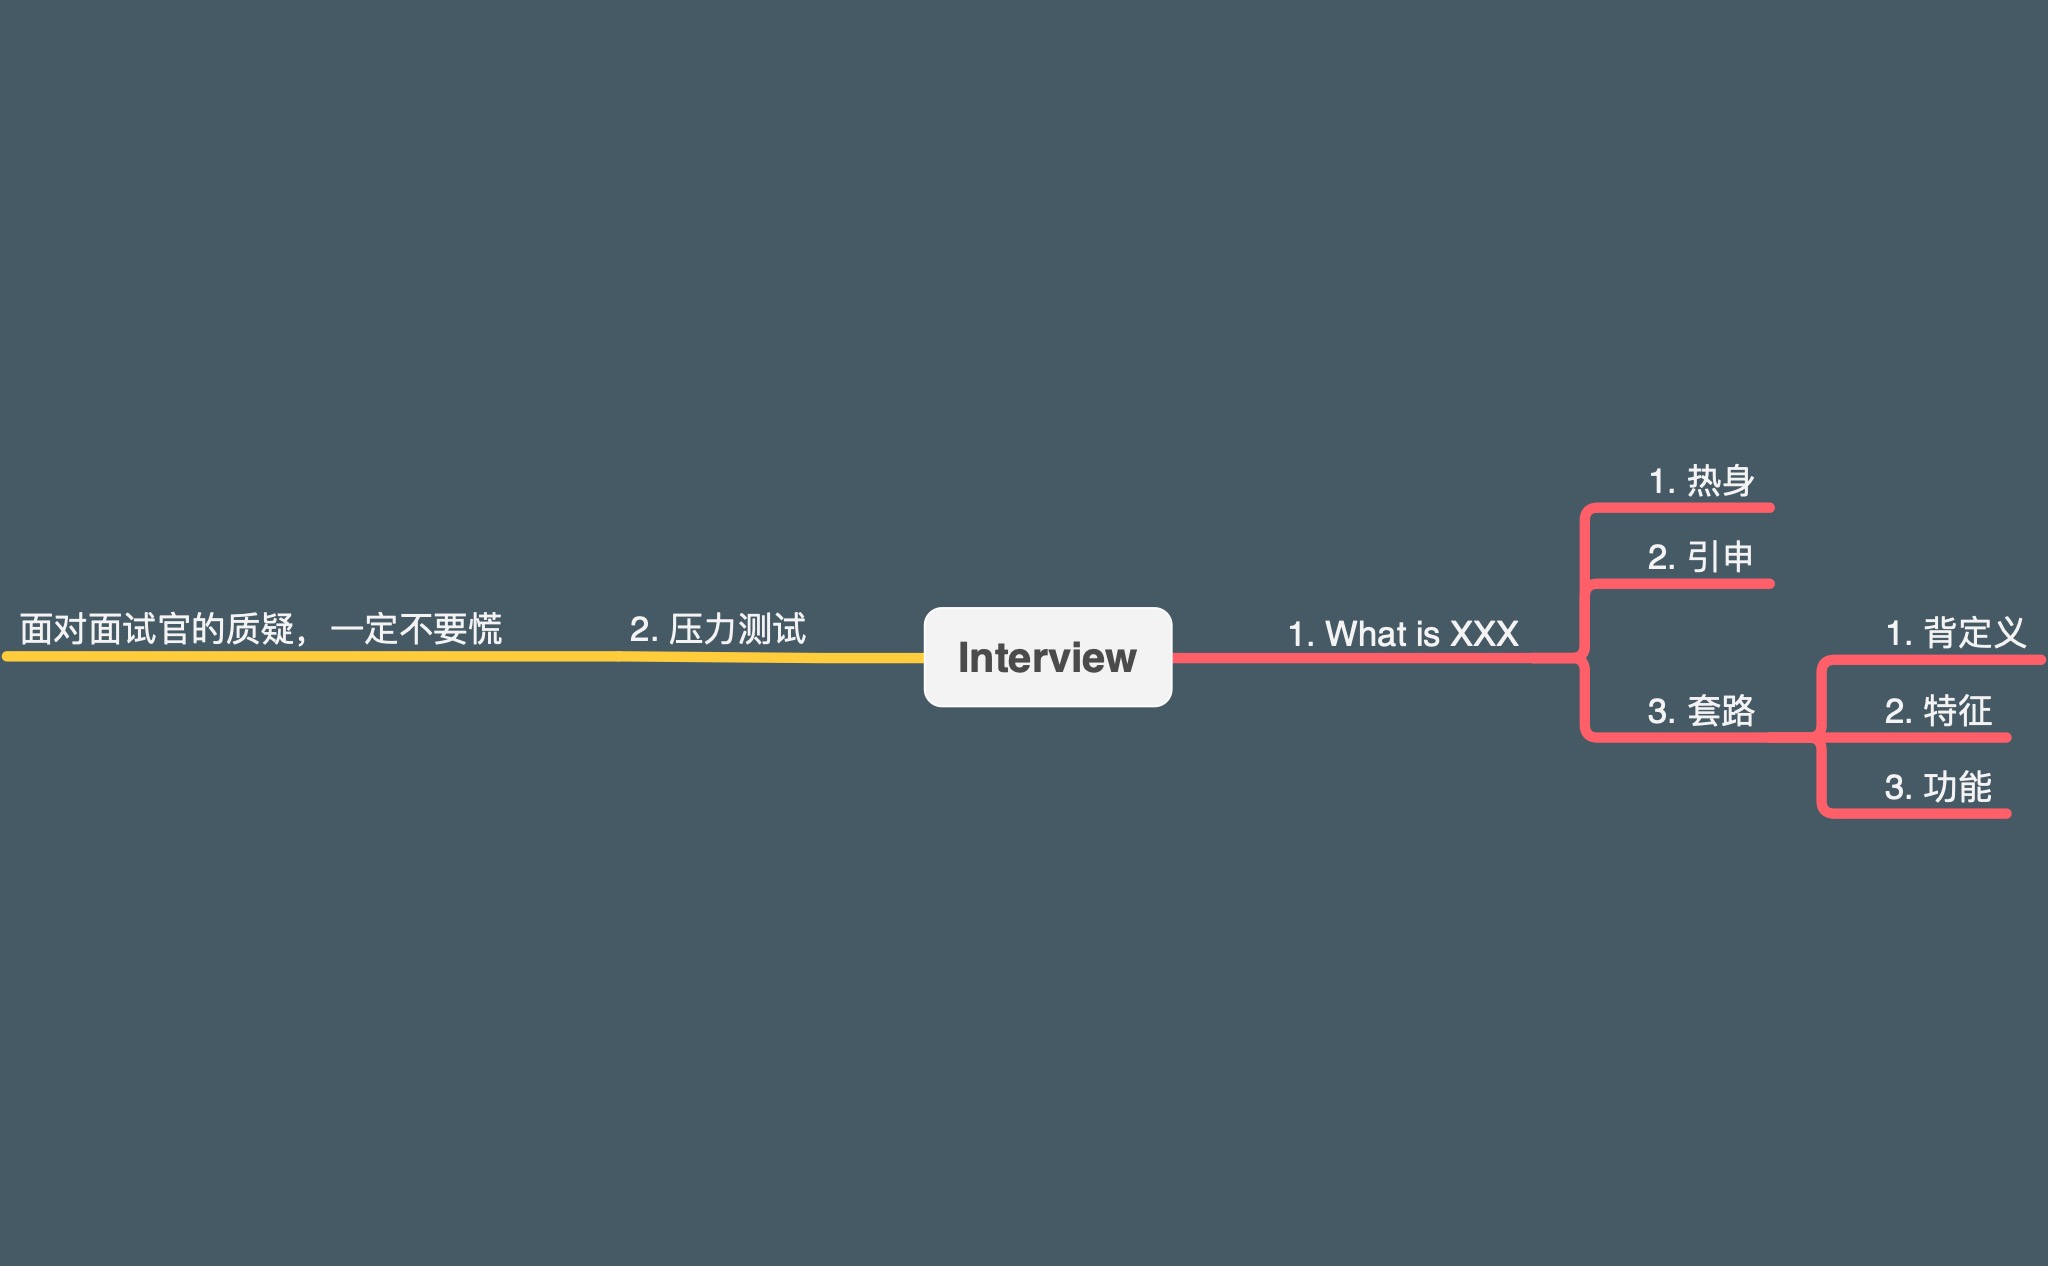 Interview
1. What is XXX
1. 热身
2. 引申
3. 套路
1. 背定义
2. 特征
3. 功能
2. 压力测试
面对面试官的质疑，一定不要慌